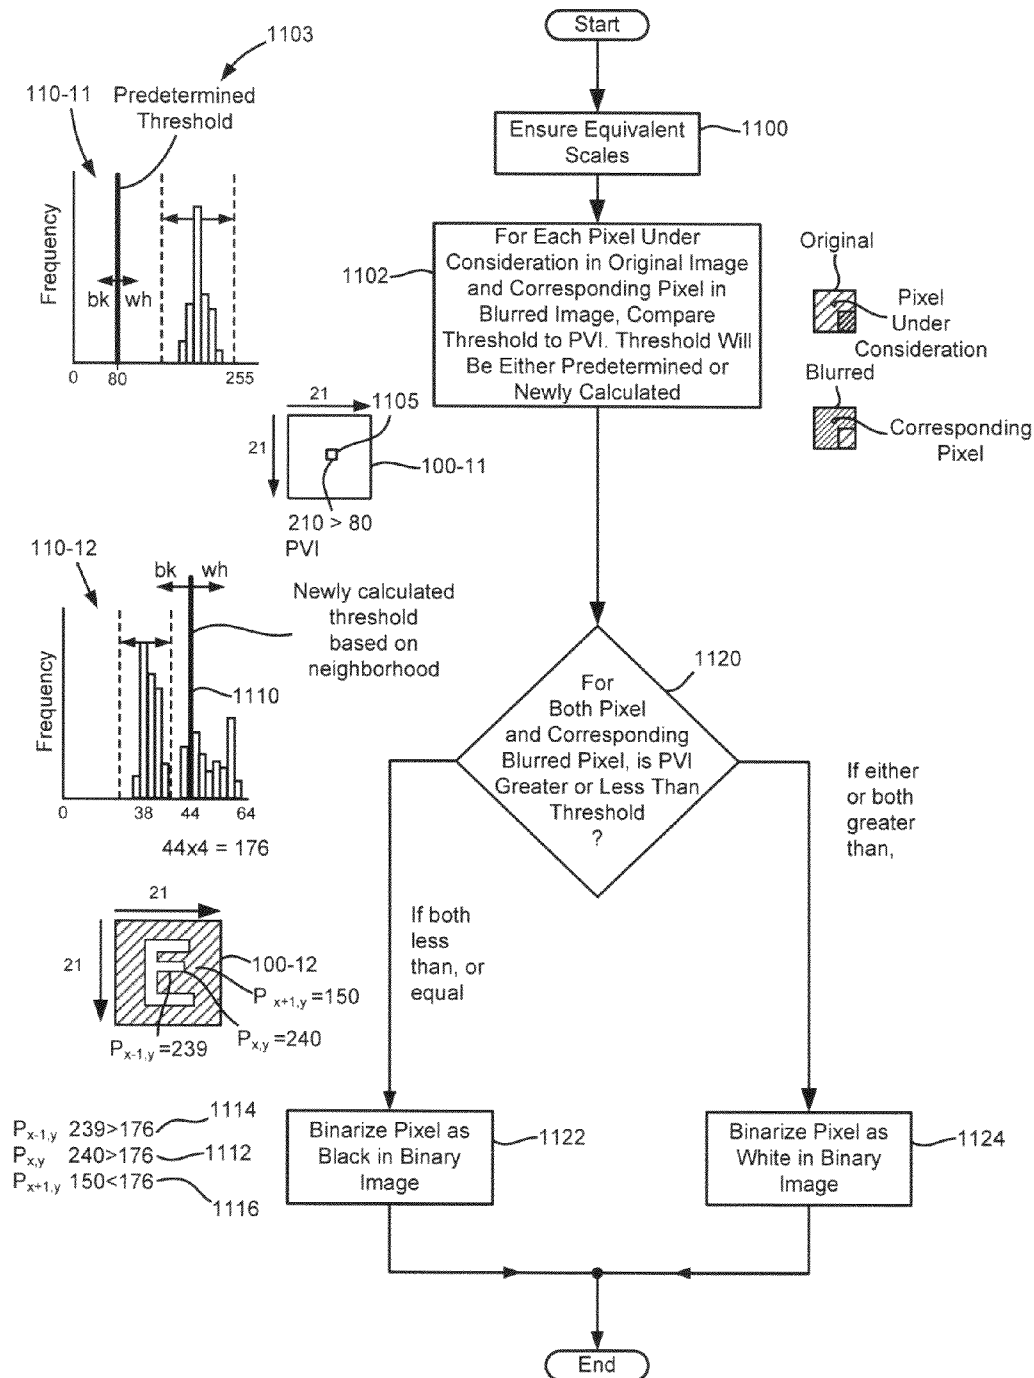 Start
1103
110-11
Predetermined
Threshold
Ensure Equivalent
Scales
1100
Frequency
bk
wh
0
80
255
1102
For Each Pixel Under
Consideration in Original Image
and Corresponding Pixel in
Blurred Image, Compare
Threshold to PVI. Threshold Will
Be Either Predetermined or
Newly Calculated
Original
Pixel
Under
Consideration
Blurred
Corresponding
Pixel
21
1105
21
100-11
210 > 80
PVI
110-12
bk
wh
Newly calculated
threshold
based on
neighborhood
Frequency
1110
0
38
44
64
44x4 = 176
1120
For
Both Pixel
and Corresponding
Blurred Pixel, is PVI
Greater or Less Than
Threshold
?
If either
or both
greater
than,
If both
less
than, or
equal
21
21
100-12
P x+1,y =150
Px,y =240
Px-1,y =239
1114
Px-1,y 239>176
Px,y 240>176
1112
Px+1,y 150<176
1116
Binarize Pixel as
Black in Binary
Image
1122
Binarize Pixel as
White in Binary
Image
1124
End